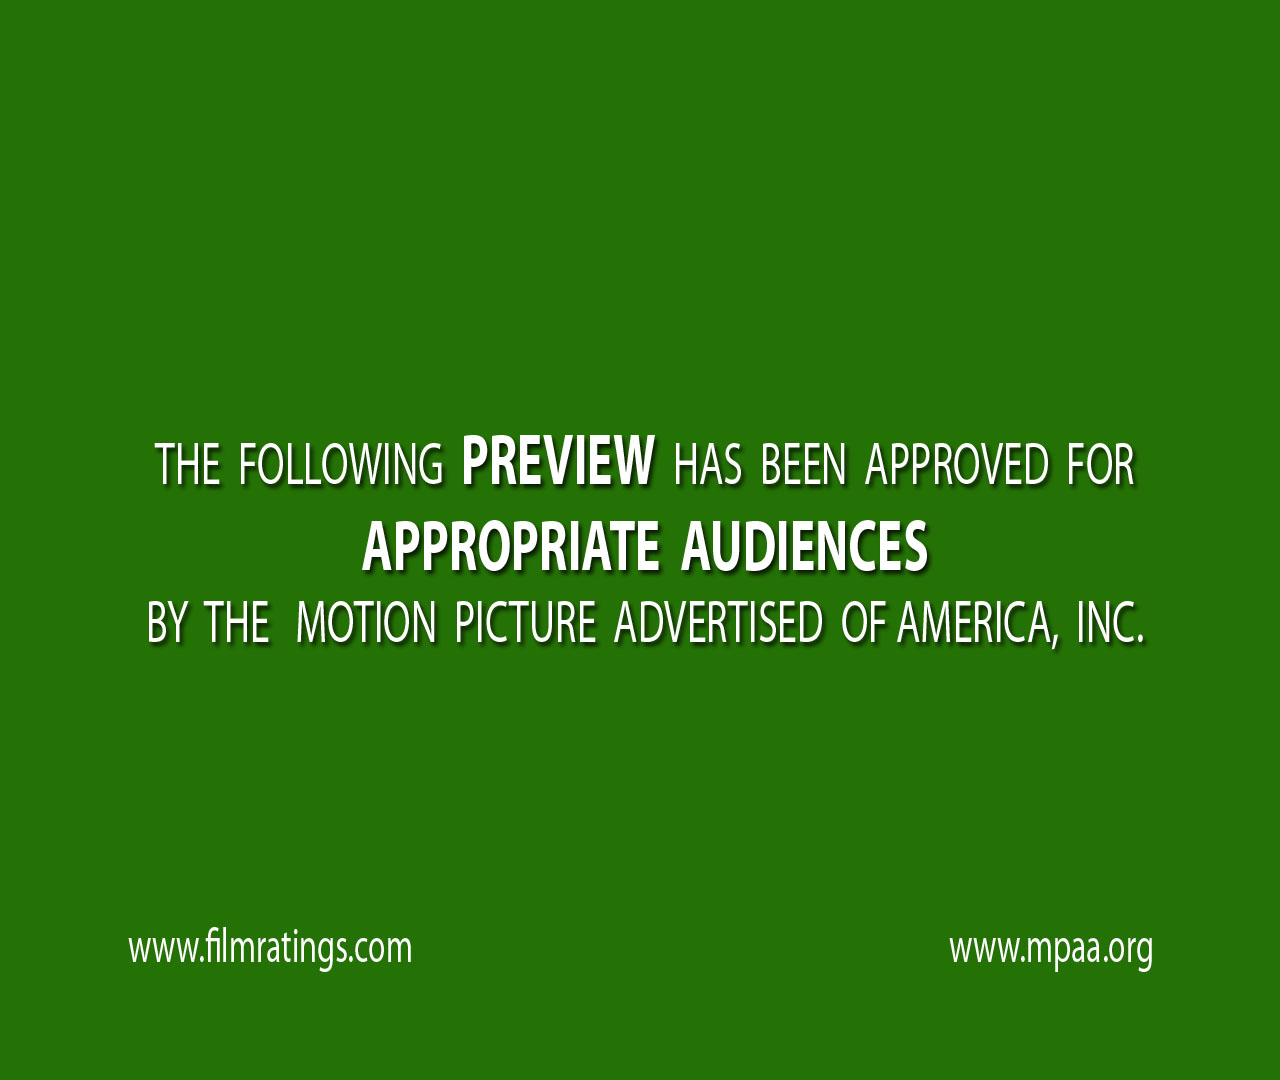 THE FOLLOWING PREVIEW HAS BEEN APPROVED FOR
APPROPRIATE AUDIENCES
BY THE MOTION PICTURE ADVERTISED OF AMERICA, INC.
www.filmratings.com
www.mpaa.org